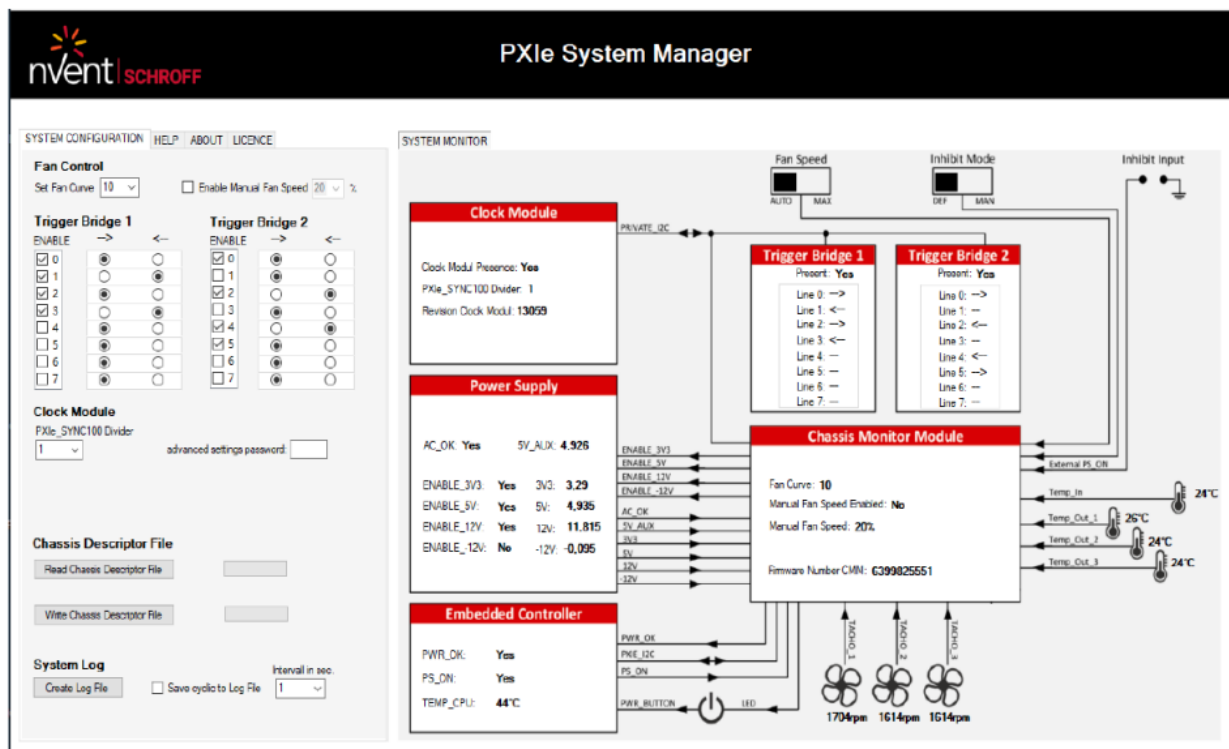 nvent SCHROFF
PXIe System Manager
SYSTEM CONFIGURATION HELP ABOUT LICENCE
Fan Control
Set Fan Curve 10 Enable Manual Fan Speed 20 %
Trigger Bridge 1 Trigger Bridge 2
ENABLE --> <-- ENABLE --> <--
0 0
1 1
2 2
3 3
4 4
5 5
6 6
7 7
Clock Module
PXIe_SYNC100 Divider
1 advanced settings password:
Chassis Descriptor File
Read Chassis Descriptor File
Write Chassis Descriptor File
System Log
Interval in sec.
Create Log File Save cyclic to Log File 1
SYSTEM MONITOR
Fan Speed
AUTO MAX
Inhibit Mode
DEF MAN
Inhibit Input
Clock Module
Clock Modul Presence: Yes
PXIe_SYNC100 Divider: 1
Revision Clock Modul: 13059
PRIVATE_I2C
Trigger Bridge 1
Present: Yes
Line 0: -->
Line 1: <--
Line 2: -->
Line 3: <--
Line 4: --
Line 5: --
Line 6: --
Line 7: --
Trigger Bridge 2
Present: Yes
Line 0: -->
Line 1: --
Line 2: <--
Line 3: --
Line 4: <--
Line 5: -->
Line 6: --
Line 7: --
Power Supply
AC_OK: Yes 5V_AUX: 4,926
ENABLE_3V3: Yes 3V3: 3,29
ENABLE_5V: Yes 5V: 4,935
ENABLE_12V: Yes 12V: 11,815
ENABLE_-12V: No -12V: -0,095
ENABLE_3V3
ENABLE_5V
ENABLE_12V
ENABLE_-12V
AC_OK
5V_AUX
3V3
5V
12V
-12V
Chassis Monitor Module
Fan Curve: 10
Manual Fan Speed Enabled: No
Manual Fan Speed: 20%
Firmware Number CMM: 6399825551
External PS_ON
Temp_In 24°C
Temp_Out_1 26°C
Temp_Out_2 24°C
Temp_Out_3 24°C
Embedded Controller
PWR_OK: Yes
PS_ON: Yes
TEMP_CPU: 44°C
PWR_OK
PXIE_I2C
PS_ON
PWR_BUTTON LED
TACHO_1 TACHO_2 TACHO_3
1704rpm 1614rpm 1614rpm